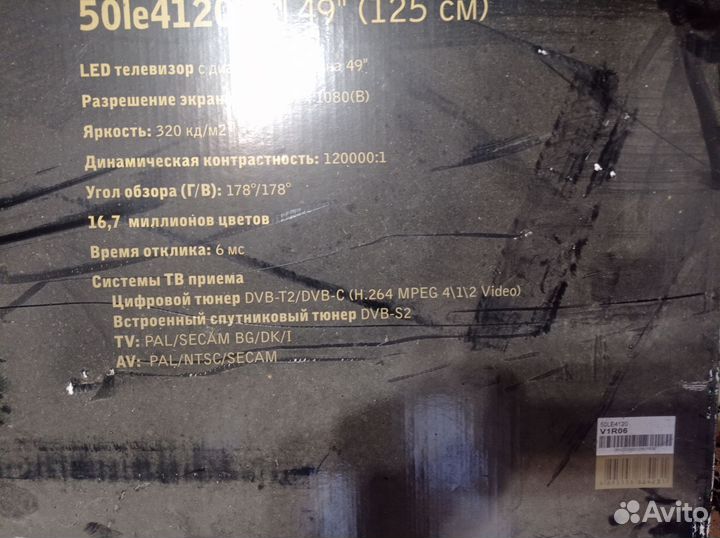 50le4120 49" (125 см)
LED телевизор с 49"
Разрешение 1080(В)
Яркость: 320 кд/м2
Динамическая контрастность: 120000:1
Угол обзора (Г/В): 178°/178°
16,7 миллионов цветов
Время отклика: 6 мс
Системы ТВ приема
Цифровой тюнер DVB-T2/DVB-C (H.264 MPEG 4\1\2 Video)
Встроенный спутниковый тюнер DVB-S2
TV: PAL/SECAM BG/DK/I
AV: PAL/NTSC/SECAM
50LE4120
V1R06
Avito